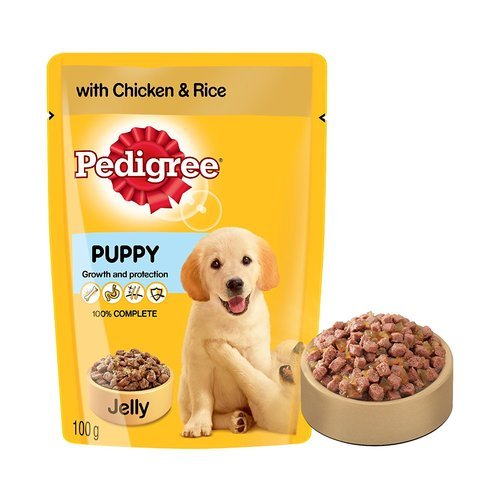 with Chicken & Rice
Pedigree®
PUPPY
Growth and protection
100% COMPLETE
Jelly
100 g